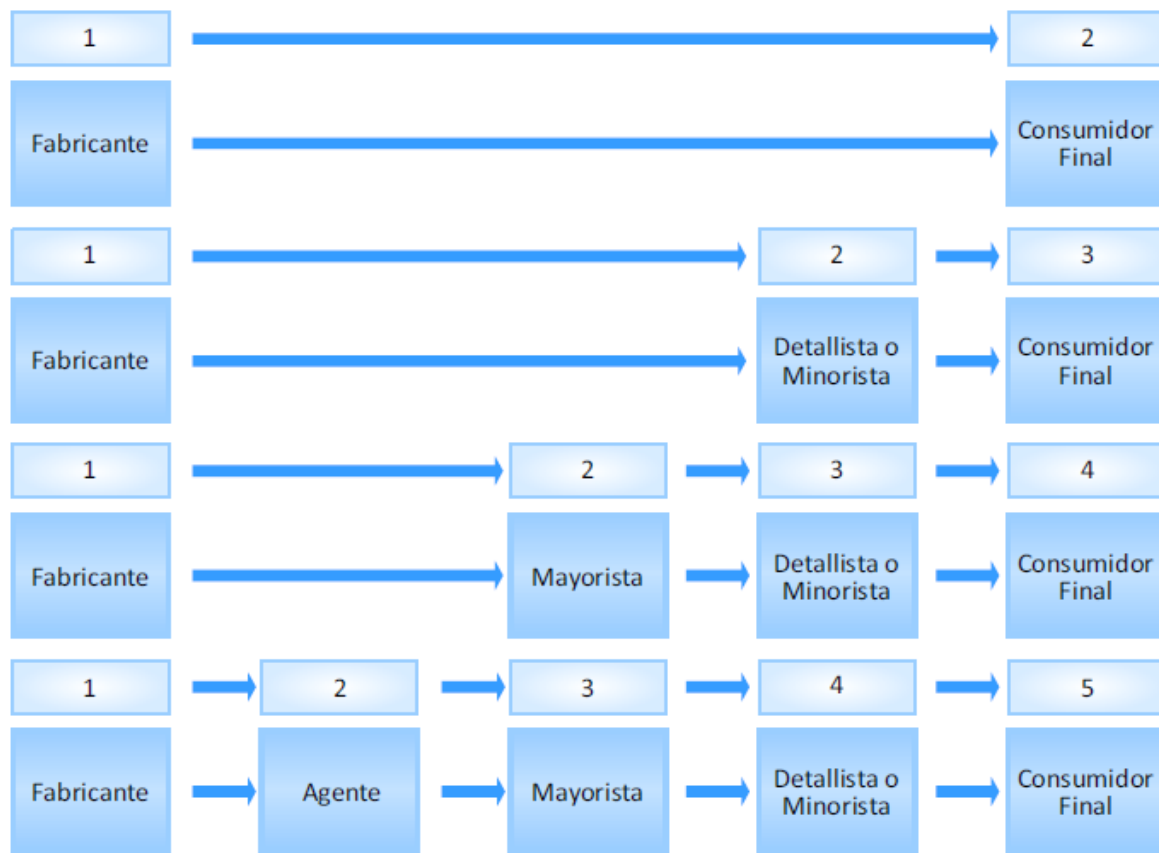 1 2
Fabricante
Consumidor
Final
1 2 3
Fabricante
Detallista o
Minorista
Consumidor
Final
1 2 3 4
Fabricante
Mayorista
Detallista o
Minorista
Consumidor
Final
1 2 3 4 5
Fabricante
Agente
Mayorista
Detallista o
Minorista
Consumidor
Final